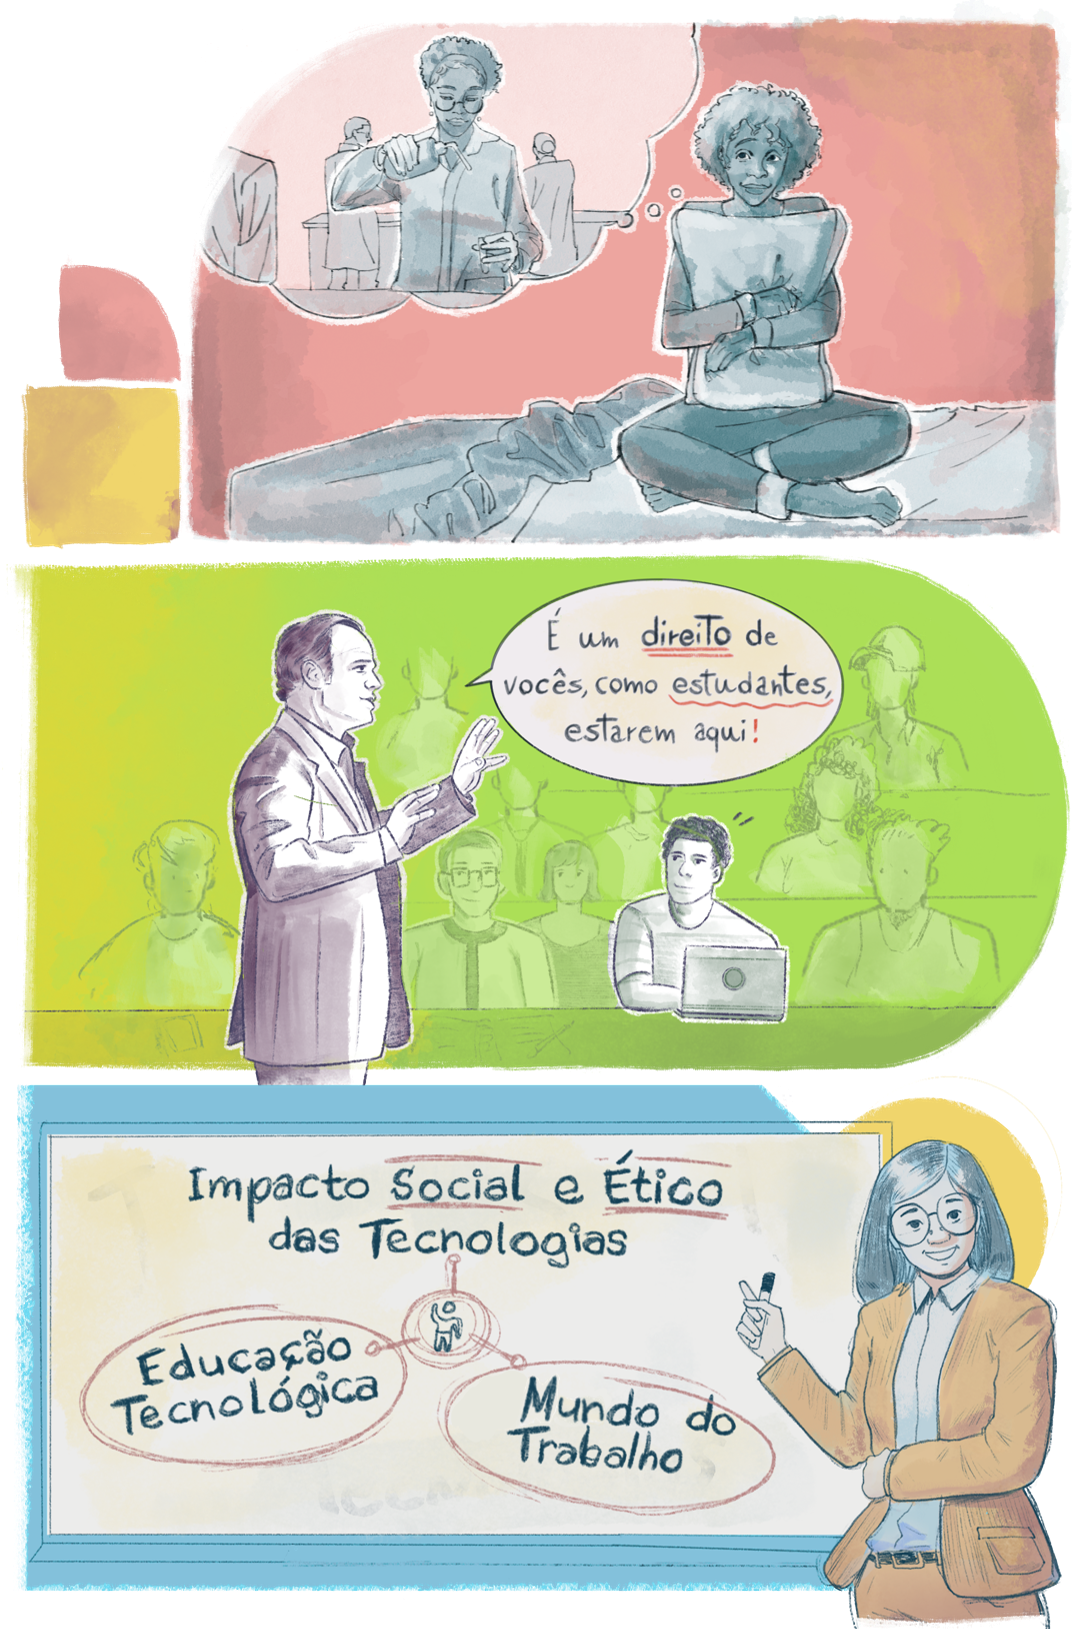 É um direito de
vocês, como estudantes,
estarem aqui!
Impacto Social e Ético
das Tecnologias
Educação
Tecnológica
Mundo do
Trabalho